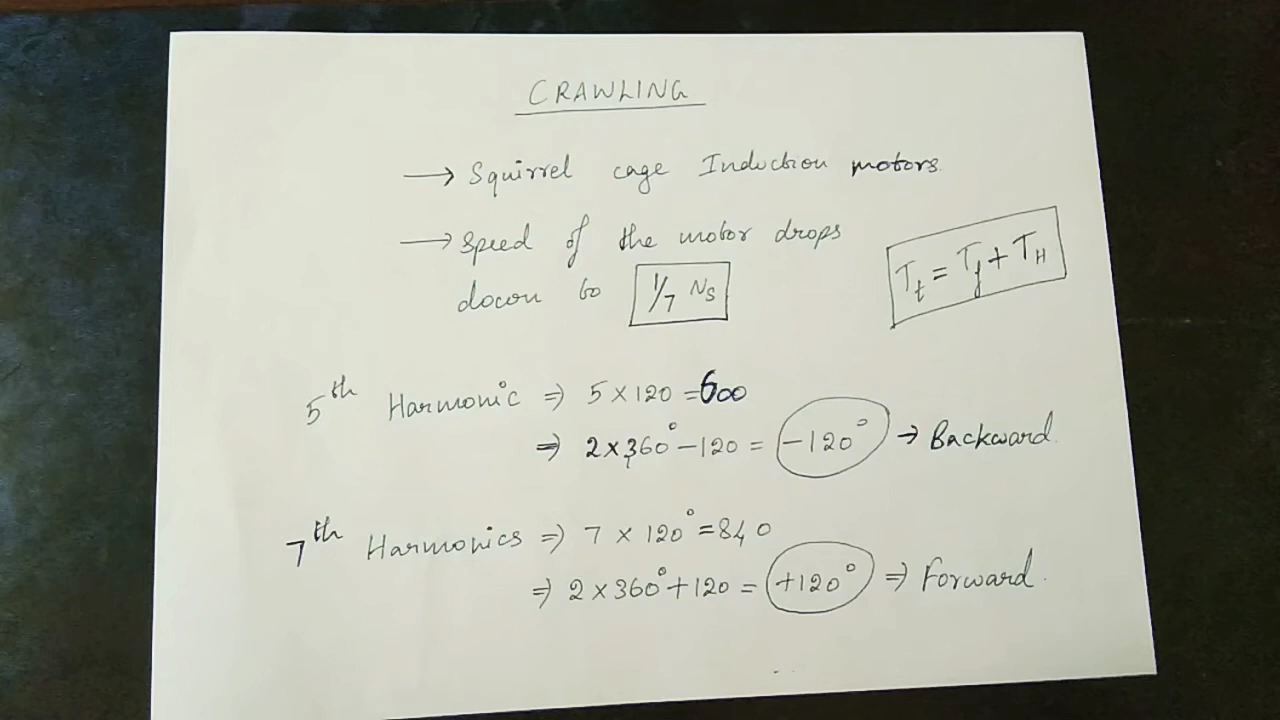 CRAWLING
→ Squirrel cage Induction motors.
→ Speed of the motor drops
down to 1/7 Ns
Tt = Tf + TH
5th Harmonic ⇒ 5 × 120 = 600
⇒ 2 × 360° − 120 = −120° → Backward.
7th Harmonics ⇒ 7 × 120° = 840
⇒ 2 × 360° + 120 = +120° ⇒ Forward.